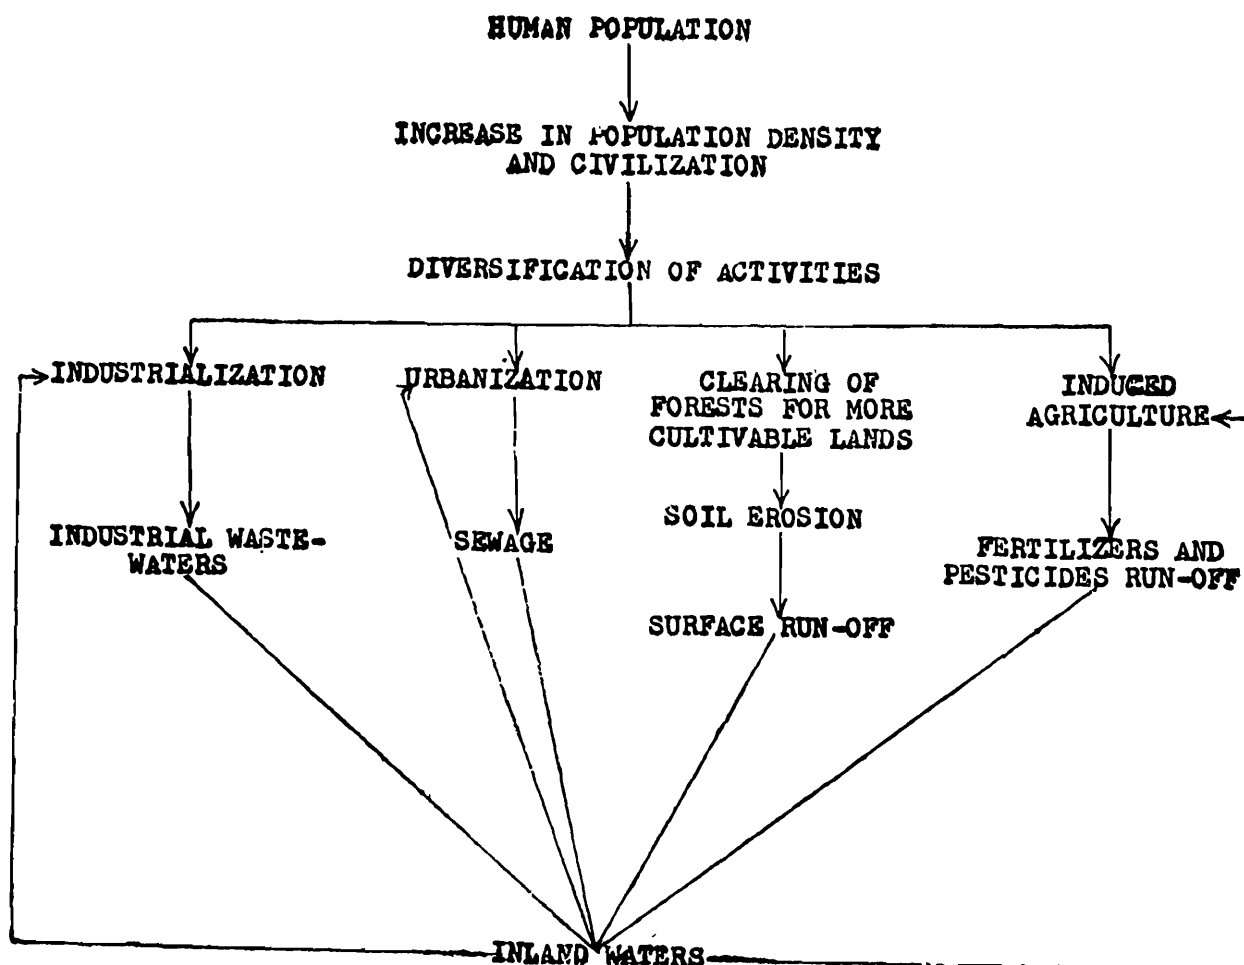 HUMAN POPULATION
INCREASE IN POPULATION DENSITY
AND CIVILIZATION
DIVERSIFICATION OF ACTIVITIES
INDUSTRIALIZATION
URBANIZATION
CLEARING OF
FORESTS FOR MORE
CULTIVABLE LANDS
INDUCED
AGRICULTURE
INDUSTRIAL WASTE-
WATERS
SEWAGE
SOIL EROSION
SURFACE RUN-OFF
FERTILIZERS AND
PESTICIDES RUN-OFF
INLAND WATERS